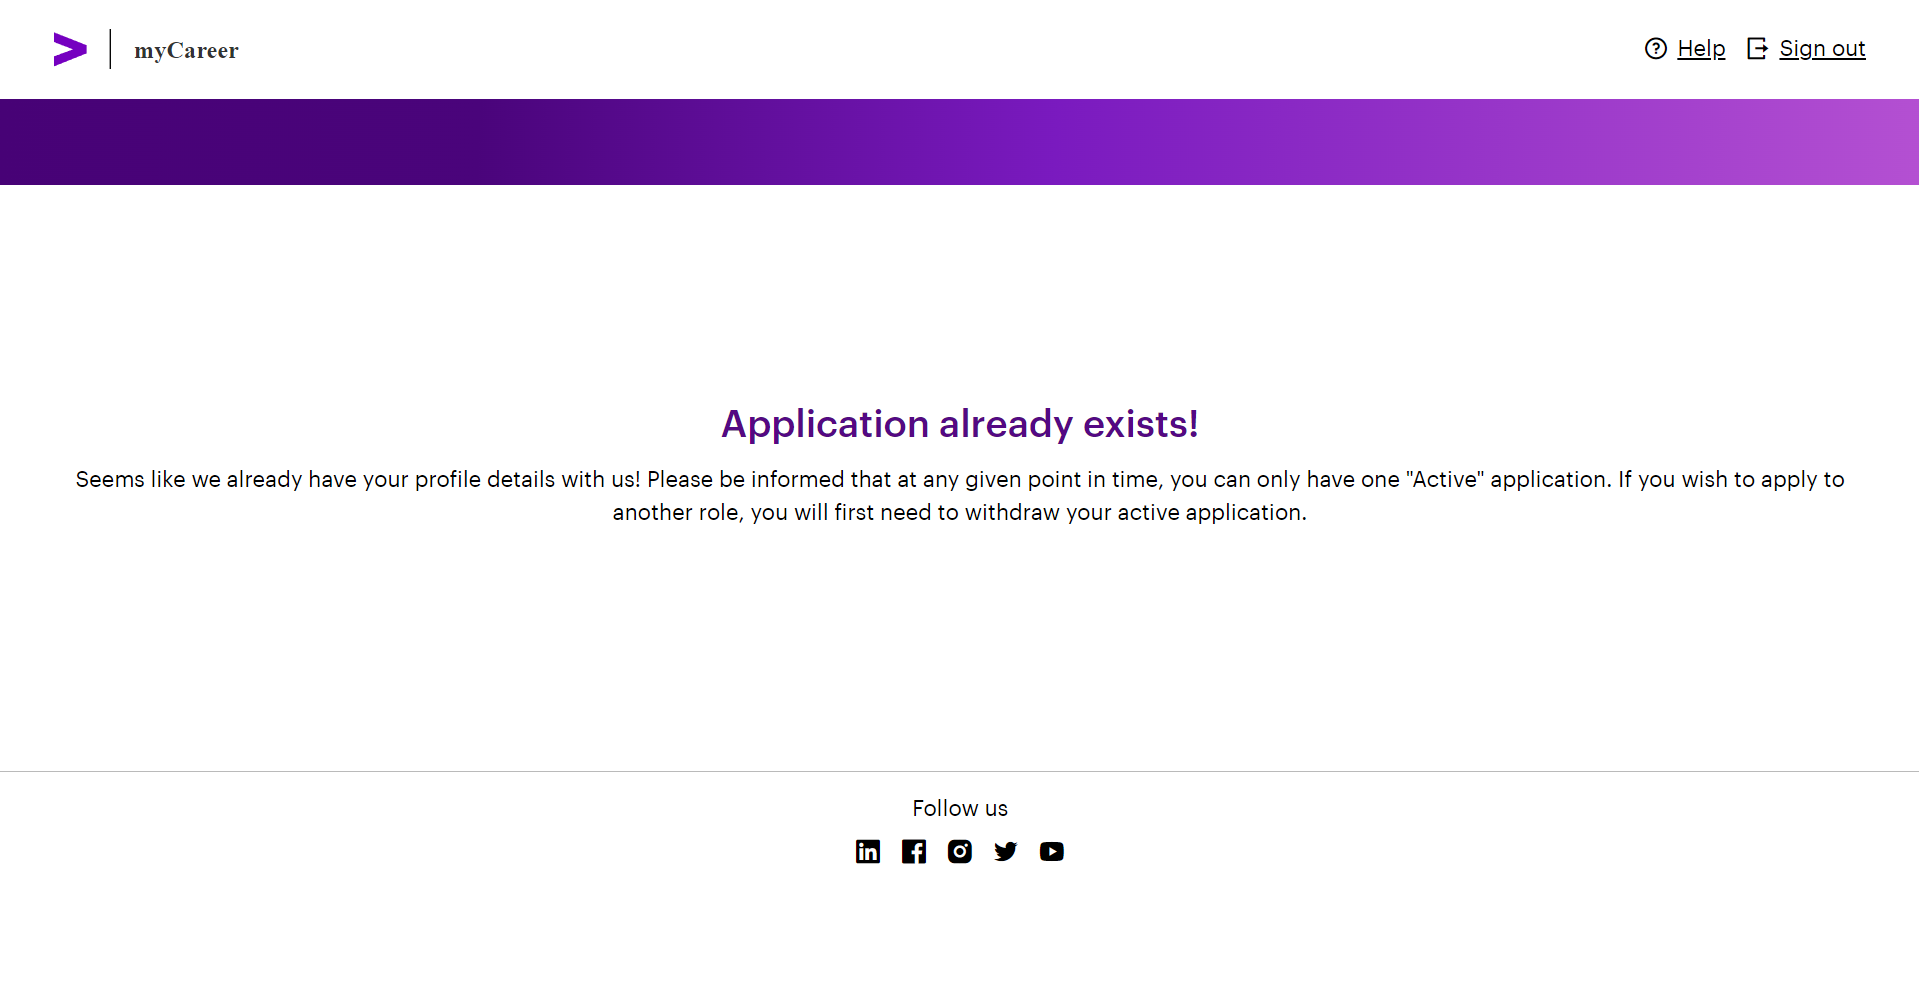 myCareer
Help
Sign out
Application already exists!
Seems like we already have your profile details with us! Please be informed that at any given point in time, you can only have one "Active" application. If you wish to apply to
another role, you will first need to withdraw your active application.
Follow us